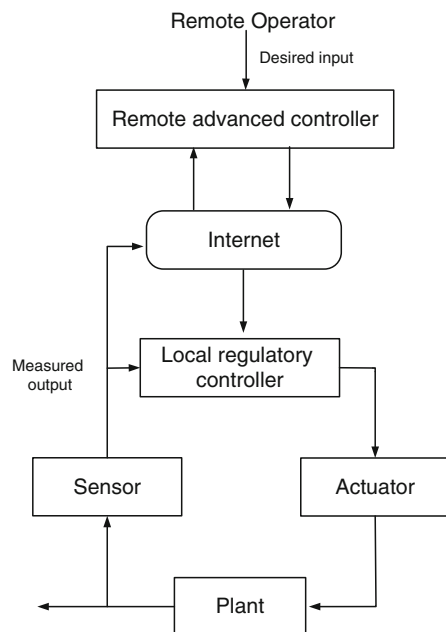 Remote Operator
Desired input
Remote advanced controller
Internet
Local regulatory
controller
Measured
output
Sensor
Actuator
Plant